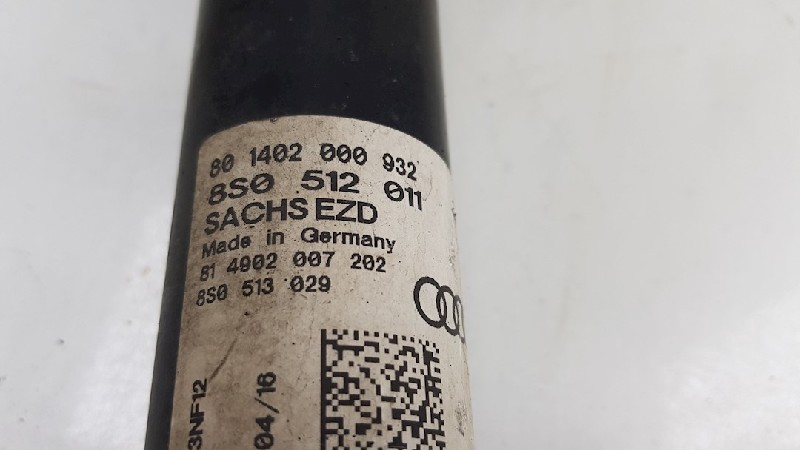 80 1402 000 932
8S0 512 011
SACHS EZD
Made in Germany
81 4902 007 202
8S0 513 029
3NF12
04/16